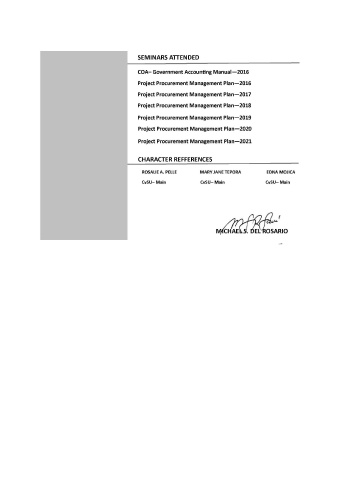 SEMINARS ATTENDED
COA– Government Accounting Manual—2016
Project Procurement Management Plan—2016
Project Procurement Management Plan—2017
Project Procurement Management Plan—2018
Project Procurement Management Plan—2019
Project Procurement Management Plan—2020
Project Procurement Management Plan—2021
CHARACTER REFFERENCES
ROSALIE A. PELLE MARY JANE TEPORA EDNA MOJICA
CvSU– Main CvSU– Main CvSU– Main
MICHAEL S. DEL ROSARIO